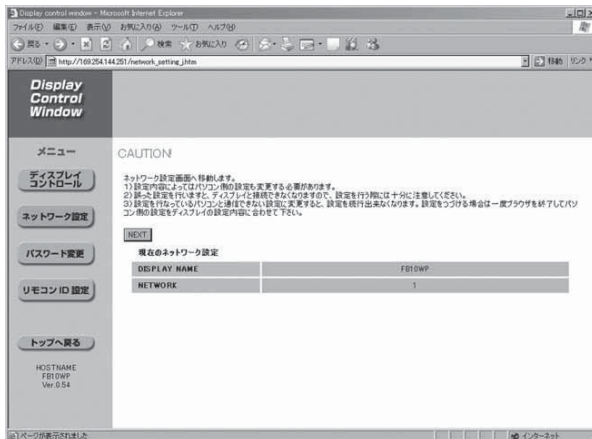 Display control window - Microsoft Internet Explorer
ファイル(F) 編集(E) 表示(V) お気に入り(A) ツール(T) ヘルプ(H)
戻る 検索 お気に入り
アドレス(D) http://169.254.144.251/network_setting_j.htm 移動 リンク
Display
Control
Window
メニュー
ディスプレイ
コントロール
ネットワーク設定
パスワード変更
リモコン ID 設定
トップへ戻る
HOSTNAME
FB10WP
Ver.0.54
CAUTION!
ネットワーク設定画面へ移動します。
1)設定内容によってはパソコン側の設定も変更する必要があります。
2)誤った設定を行いますと、ディスプレイと接続できなくなりますので、設定を行う際には十分に注意してください。
3)設定を行なっているパソコンと通信できない設定に変更すると、設定を続行出来なくなります。設定をつづける場合は一度ブラウザを終了してパソ
コン側の設定をディスプレイの設定内容に合わせて下さい。
NEXT
現在のネットワーク設定
DISPLAY NAME FB10WP
NETWORK 1
ページが表示されました インターネット